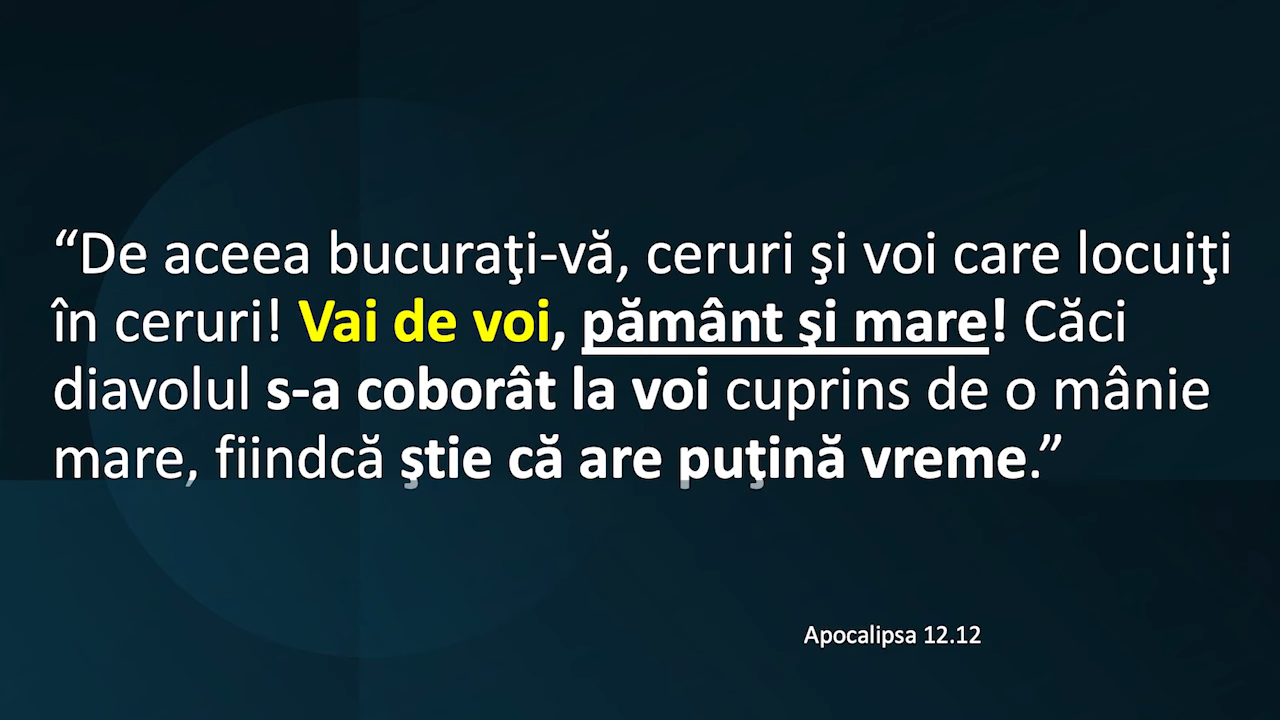 “De aceea bucuraţi-vă, ceruri şi voi care locuiţi
în ceruri! Vai de voi, pământ şi mare! Căci
diavolul s-a coborât la voi cuprins de o mânie
mare, fiindcă ştie că are puţină vreme.”
Apocalipsa 12.12